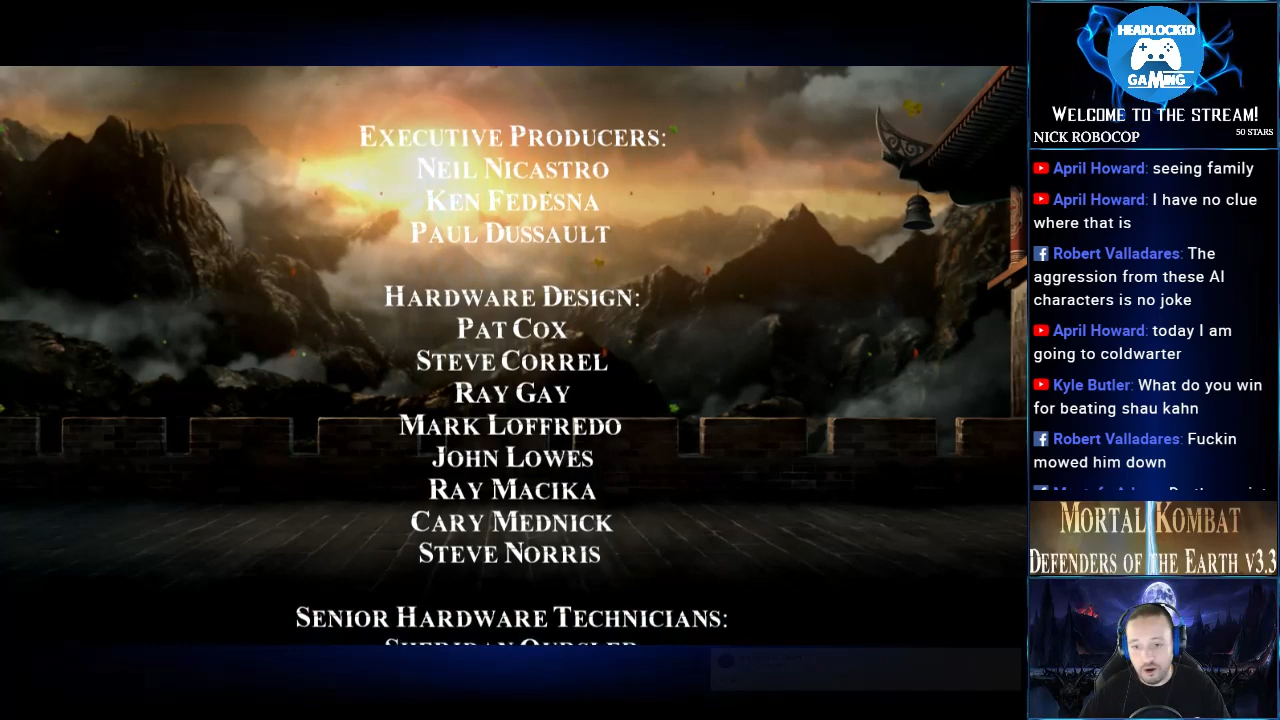 EXECUTIVE PRODUCERS:
NEIL NICASTRO
KEN FEDESNA
PAUL DUSSAULT
HARDWARE DESIGN:
PAT COX
STEVE CORREL
RAY GAY
MARK LOFFREDO
JOHN LOWES
RAY MACIKA
CARY MEDNICK
STEVE NORRIS
SENIOR HARDWARE TECHNICIANS:
HEADLOCKED
GAMING
WELCOME TO THE STREAM!
NICK ROBOCOP
50 STARS
April Howard: seeing family
April Howard: I have no clue
where that is
Robert Valladares: The
aggression from these AI
characters is no joke
April Howard: today I am
going to coldwarter
Kyle Butler: What do you win
for beating shau kahn
Robert Valladares: Fuckin
mowed him down
MORTAL KOMBAT
DEFENDERS OF THE EARTH V3.3